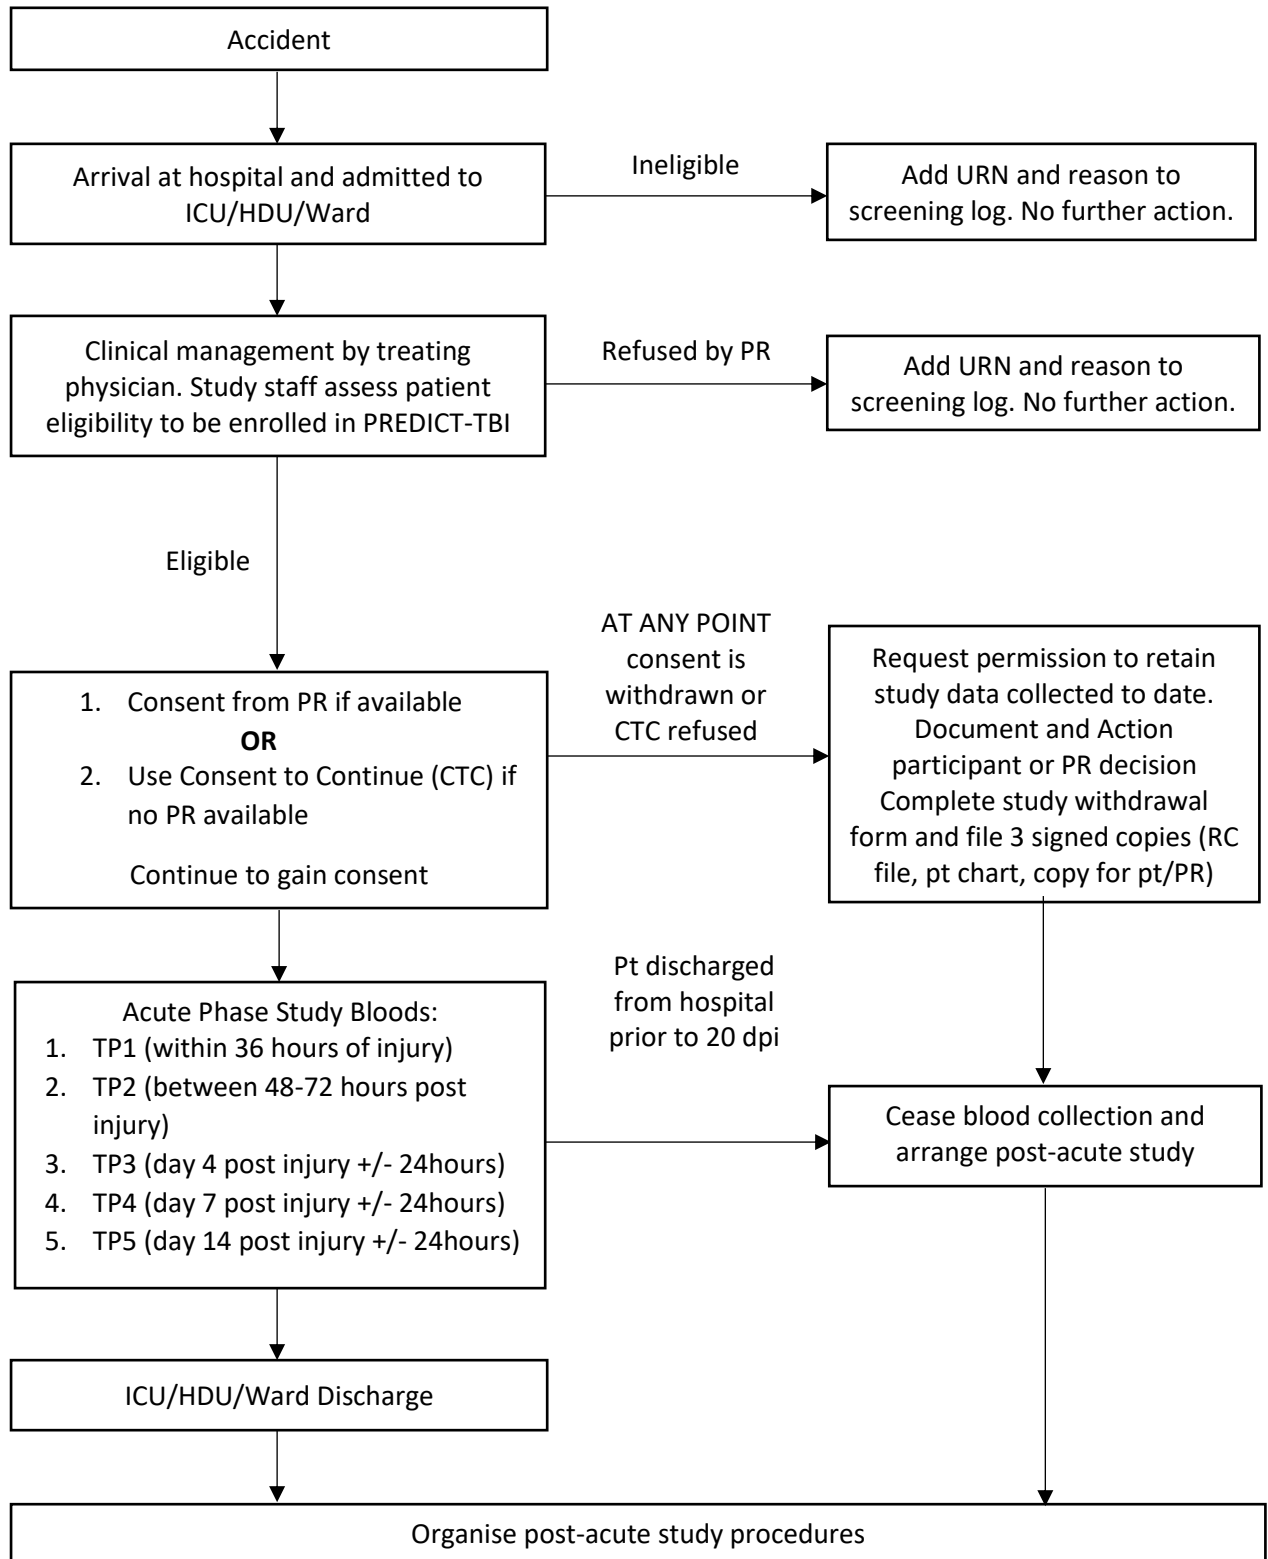 Accident
Arrival at hospital and admitted to
ICU/HDU/Ward
Ineligible
Add URN and reason to
screening log. No further action.
Clinical management by treating
physician. Study staff assess patient
eligibility to be enrolled in PREDICT-TBI
Refused by PR
Add URN and reason to
screening log. No further action.
Eligible
1. Consent from PR if available
OR
2. Use Consent to Continue (CTC) if
no PR available
Continue to gain consent
AT ANY POINT
consent is
withdrawn or
CTC refused
Request permission to retain
study data collected to date.
Document and Action
participant or PR decision
Complete study withdrawal
form and file 3 signed copies (RC
file, pt chart, copy for pt/PR)
Acute Phase Study Bloods:
1. TP1 (within 36 hours of injury)
2. TP2 (between 48-72 hours post
injury)
3. TP3 (day 4 post injury +/- 24hours)
4. TP4 (day 7 post injury +/- 24hours)
5. TP5 (day 14 post injury +/- 24hours)
Pt discharged
from hospital
prior to 20 dpi
Cease blood collection and
arrange post-acute study
ICU/HDU/Ward Discharge
Organise post-acute study procedures